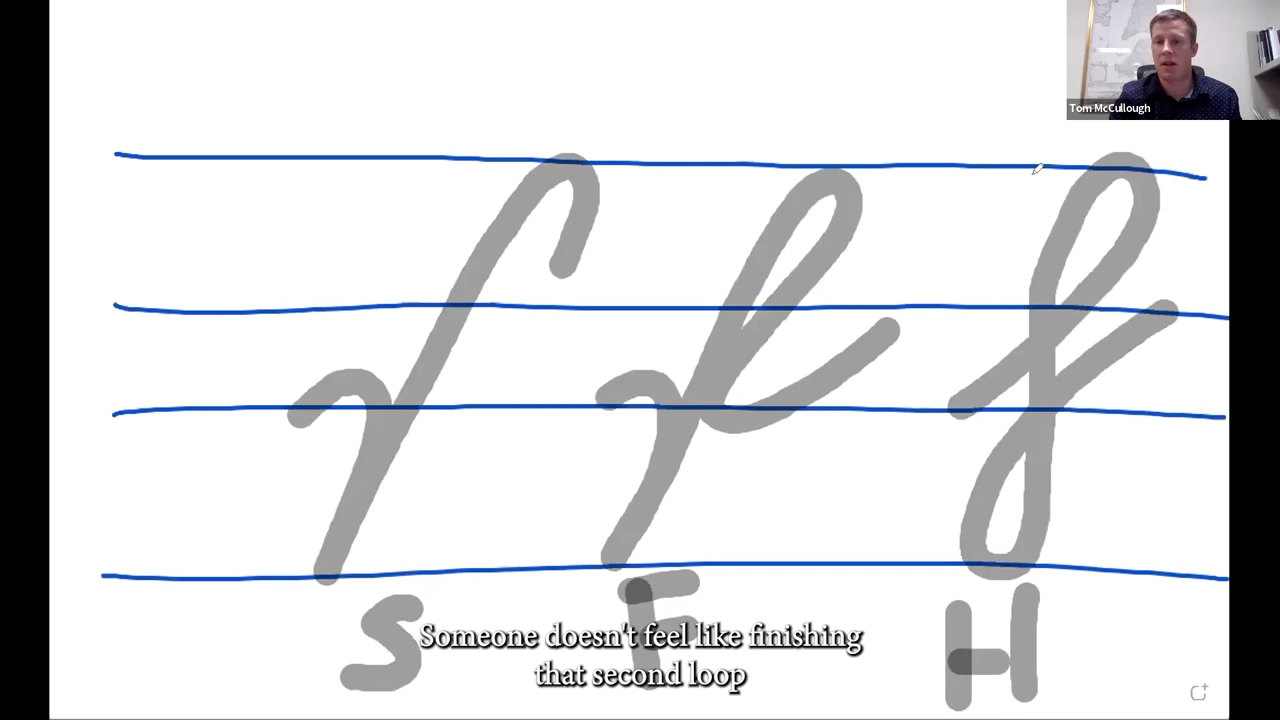 Tom McCullough
S F H
Someone doesn't feel like finishing
that second loop